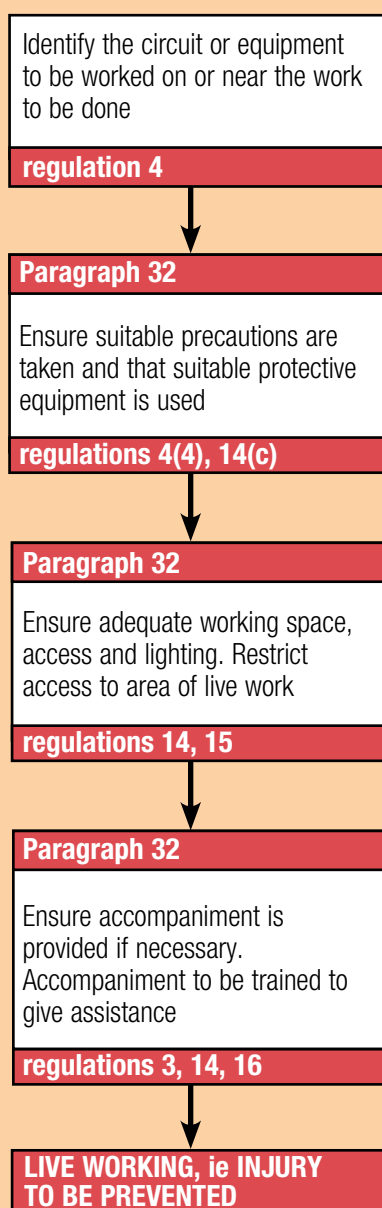 Identify the circuit or equipment
to be worked on or near the work
to be done
regulation 4
Paragraph 32
Ensure suitable precautions are
taken and that suitable protective
equipment is used
regulations 4(4), 14(c)
Paragraph 32
Ensure adequate working space,
access and lighting. Restrict
access to area of live work
regulations 14, 15
Paragraph 32
Ensure accompaniment is
provided if necessary.
Accompaniment to be trained to
give assistance
regulations 3, 14, 16
LIVE WORKING, ie INJURY
TO BE PREVENTED